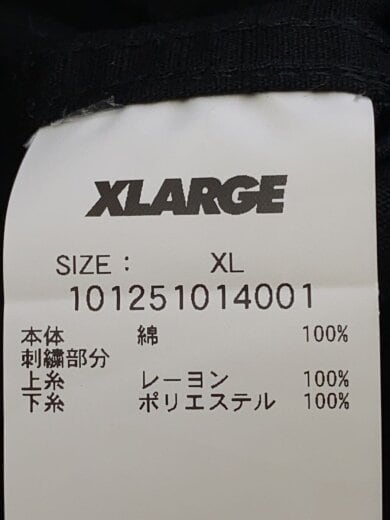 XLARGE
SIZE : XL
101251014001
本体 綿 100%
刺繍部分
上糸 レーヨン 100%
下糸 ポリエステル 100%